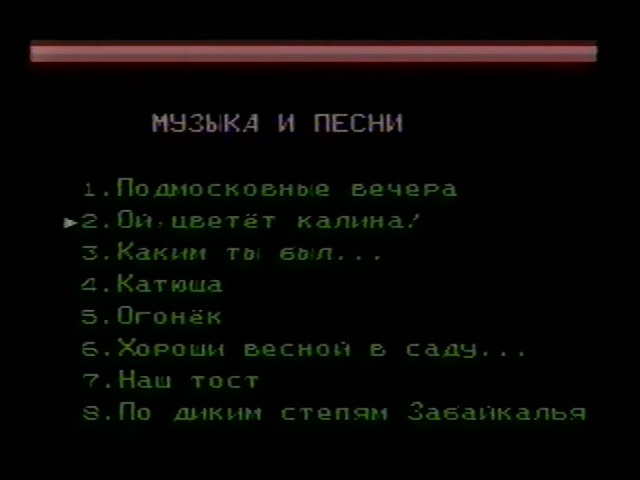 МУЗЫКА И ПЕСНИ
1.Подмосковные вечера
▶2.Ой,цветёт калина!
3.Каким ты был...
4.Катюша
5.Огонёк
6.Хороши весной в саду...
7.Наш тост
8.По диким степям Забайкалья